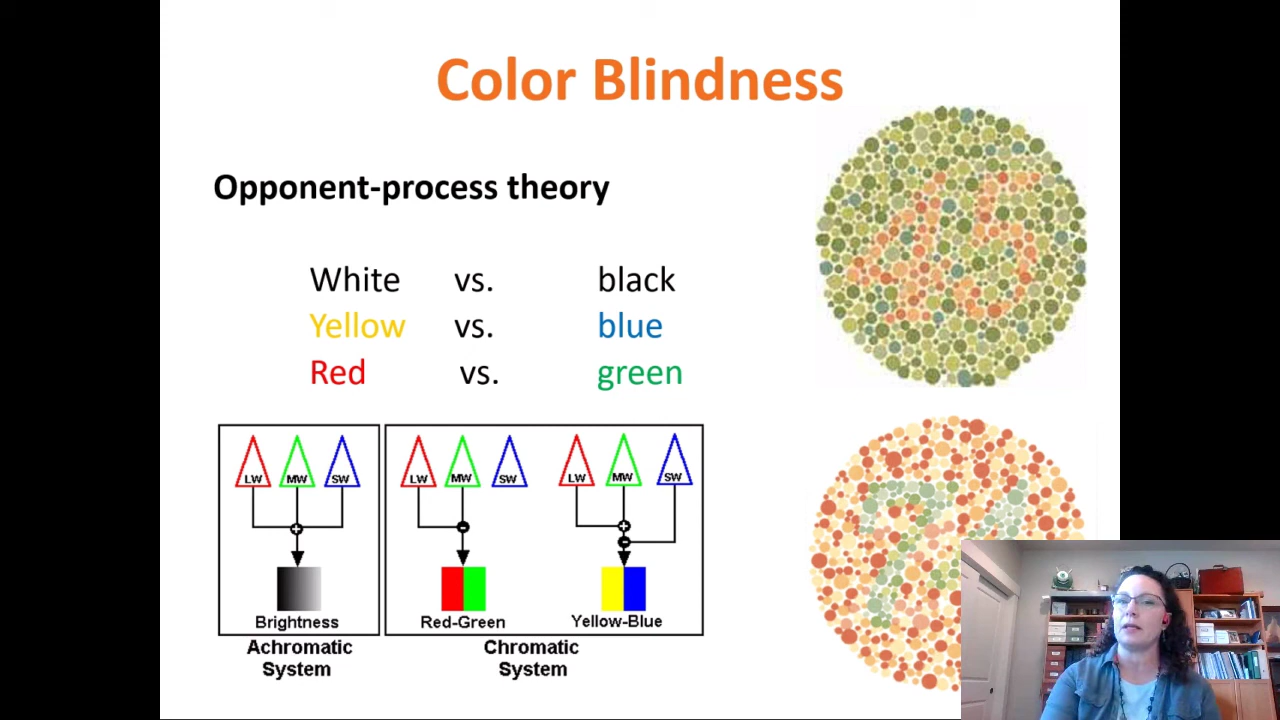 Color Blindness
Opponent-process theory
White vs. black
Yellow vs. blue
Red vs. green
45
LW MW SW LW MW SW LW MW SW
Brightness Red-Green Yellow-Blue
Achromatic System
Chromatic System